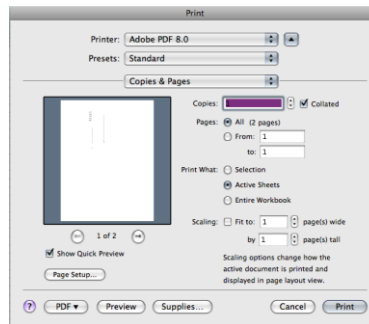 Print
Printer: Adobe PDF 8.0
Presets: Standard
Copies & Pages
Copies: Collated
Pages: All (2 pages)
From: 1
to: 1
Print What: Selection
Active Sheets
Entire Workbook
1 of 2
Show Quick Preview
Page Setup...
Scaling: Fit to: 1 page(s) wide
by 1 page(s) tall
Scaling options change how the
active document is printed and
displayed in page layout view.
? PDF▼ Preview Supplies... Cancel Print